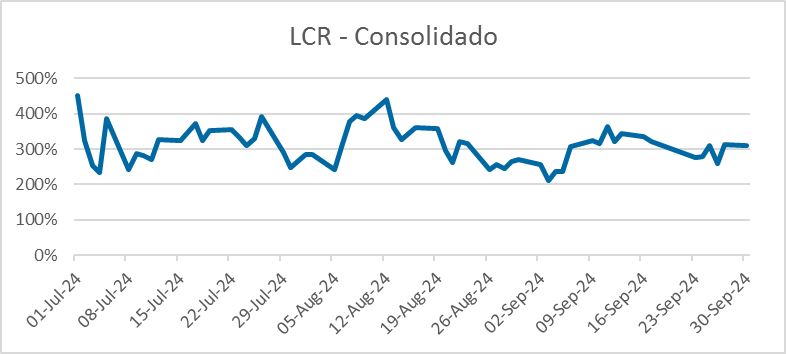 LCR - Consolidado
500%
400%
300%
200%
100%
0%
01-Jul-24
08-Jul-24
15-Jul-24
22-Jul-24
29-Jul-24
05-Aug-24
12-Aug-24
19-Aug-24
26-Aug-24
02-Sep-24
09-Sep-24
16-Sep-24
23-Sep-24
30-Sep-24